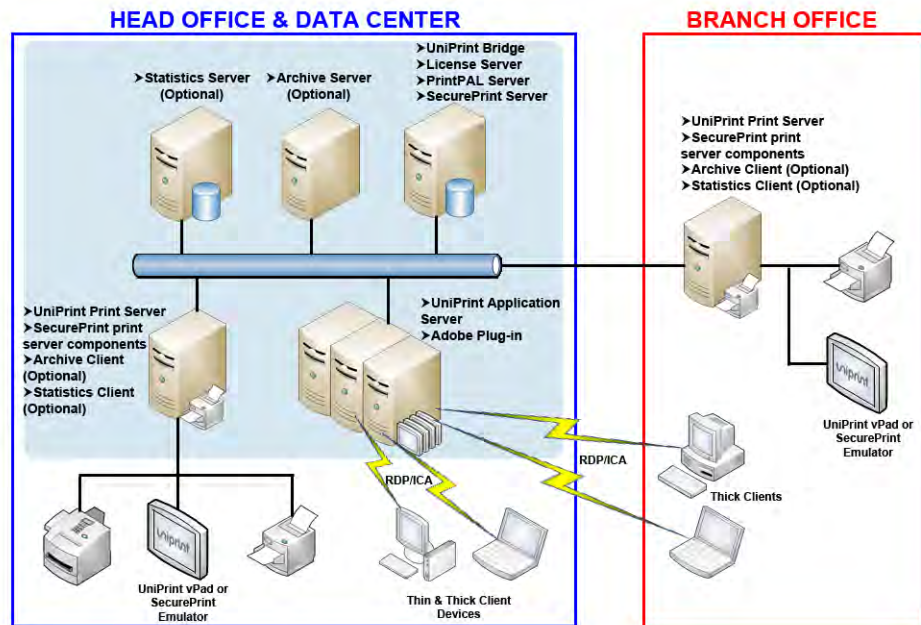 HEAD OFFICE & DATA CENTER
BRANCH OFFICE
➤Statistics Server
(Optional)
➤Archive Server
(Optional)
➤UniPrint Bridge
➤License Server
➤PrintPAL Server
➤SecurePrint Server
➤UniPrint Print Server
➤SecurePrint print
server components
➤Archive Client (Optional)
➤Statistics Client (Optional)
➤UniPrint Print Server
➤SecurePrint print
server components
➤Archive Client
(Optional)
➤Statistics Client
(Optional)
➤UniPrint Application
Server
➤Adobe Plug-in
uniprint
UniPrint vPad or
SecurePrint
Emulator
RDP/ICA
RDP/ICA
Thick Clients
uniprint
UniPrint vPad or
SecurePrint
Emulator
Thin & Thick Client
Devices